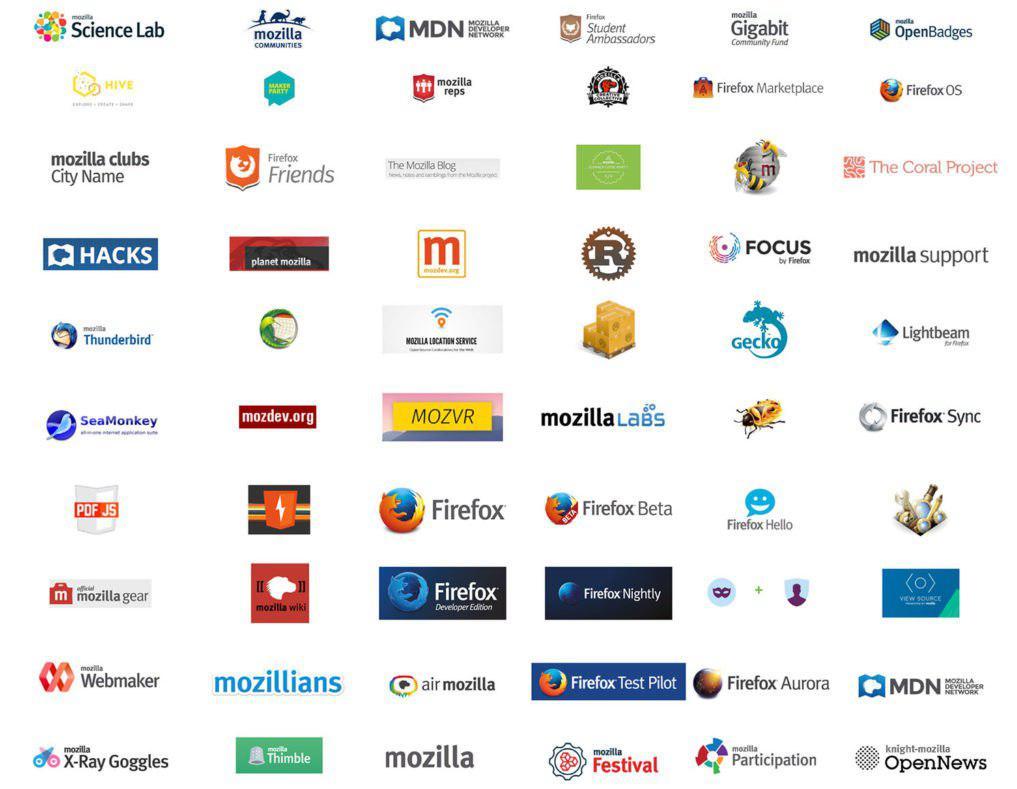 mozilla
Science Lab
mozilla
COMMUNITIES
MDN MOZILLA
DEVELOPER
NETWORK
Firefox
Student
Ambassadors
mozilla
Gigabit
Community Fund
mozilla
OpenBadges
HIVE
EXPLORE + CREATE + SHARE
MAKER
PARTY
mozilla
reps
MOZILLA
CREATIVE
COLLECTIVE
Firefox Marketplace
Firefox OS
mozilla clubs
City Name
Firefox
Friends
The Mozilla Blog
News, notes and ramblings from the Mozilla project
m
The Coral Project
HACKS
planet mozilla
m
mozdev.org
R
FOCUS
by Firefox
mozilla support
mozilla
Thunderbird
MOZILLA LOCATION SERVICE
gecko
Lightbeam
for Firefox
SeaMonkey
all-in-one internet application suite
mozdev.org
MOZVR
mozilla LABS
Firefox Sync
PDF JS
Firefox
BETA
Firefox Beta
Firefox Hello
m
official
mozilla gear
[[ ]]
mozilla wiki
Firefox
Developer Edition
Firefox Nightly
+
VIEW SOURCE
mozilla
Webmaker
mozillians
air mozilla
Firefox Test Pilot
Firefox Aurora
MDN MOZILLA
DEVELOPER
NETWORK
mozilla
X-Ray Goggles
mozilla
Thimble
mozilla
mozilla
Festival
mozilla
Participation
knight-mozilla
OpenNews